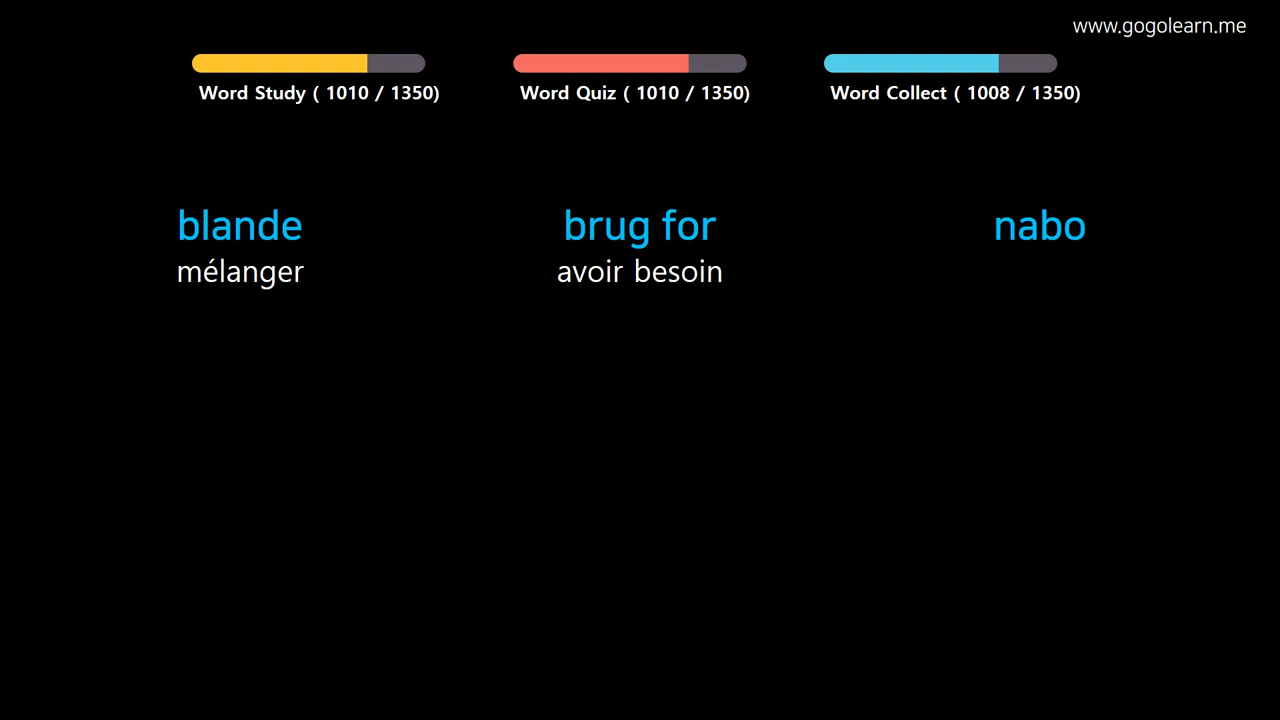 www.gogolearn.me
Word Study ( 1010 / 1350)
Word Quiz ( 1010 / 1350)
Word Collect ( 1008 / 1350)
blande
mélanger
brug for
avoir besoin
nabo